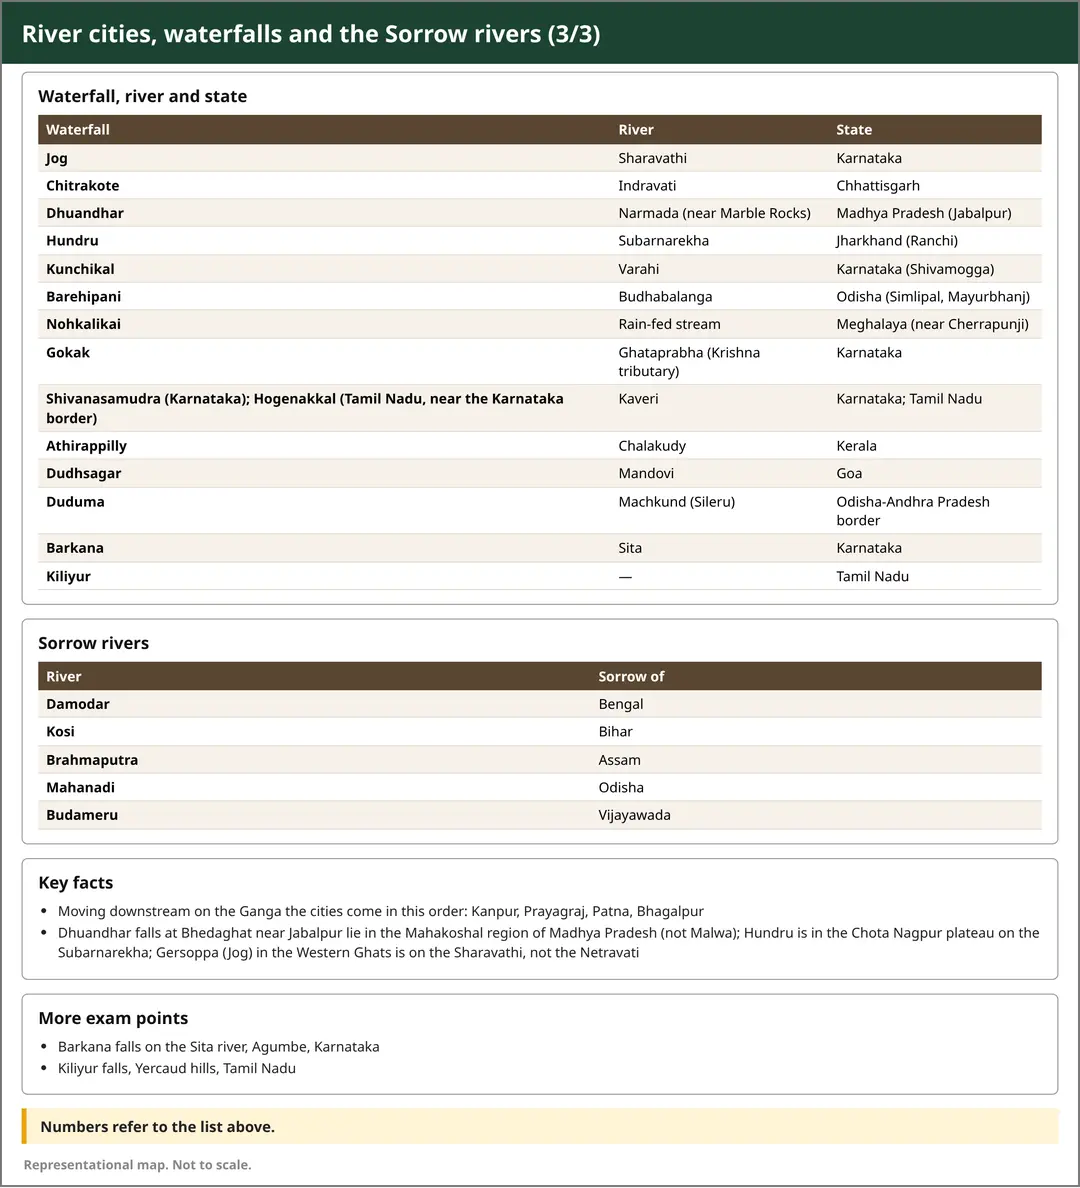 River cities, waterfalls and the Sorrow rivers (3/3)
Waterfall, river and state
Waterfall River State
Jog Sharavathi Karnataka
Chitrakote Indravati Chhattisgarh
Dhuandhar Narmada (near Marble Rocks) Madhya Pradesh (Jabalpur)
Hundru Subarnarekha Jharkhand (Ranchi)
Kunchikal Varahi Karnataka (Shivamogga)
Barehipani Budhabalanga Odisha (Simlipal, Mayurbhanj)
Nohkalikai Rain-fed stream Meghalaya (near Cherrapunji)
Gokak Ghataprabha (Krishna Karnataka
tributary)
Shivanasamudra (Karnataka); Hogenakkal (Tamil Nadu, near the Karnataka Kaveri Karnataka; Tamil Nadu
border)
Athirappilly Chalakudy Kerala
Dudhsagar Mandovi Goa
Duduma Machkund (Sileru) Odisha-Andhra Pradesh
border
Barkana Sita Karnataka
Kiliyur — Tamil Nadu
Sorrow rivers
River Sorrow of
Damodar Bengal
Kosi Bihar
Brahmaputra Assam
Mahanadi Odisha
Budameru Vijayawada
Key facts
• Moving downstream on the Ganga the cities come in this order: Kanpur, Prayagraj, Patna, Bhagalpur
• Dhuandhar falls at Bhedaghat near Jabalpur lie in the Mahakoshal region of Madhya Pradesh (not Malwa); Hundru is in the Chota Nagpur plateau on the
Subarnarekha; Gersoppa (Jog) in the Western Ghats is on the Sharavathi, not the Netravati
More exam points
• Barkana falls on the Sita river, Agumbe, Karnataka
• Kiliyur falls, Yercaud hills, Tamil Nadu
Numbers refer to the list above.
Representational map. Not to scale.